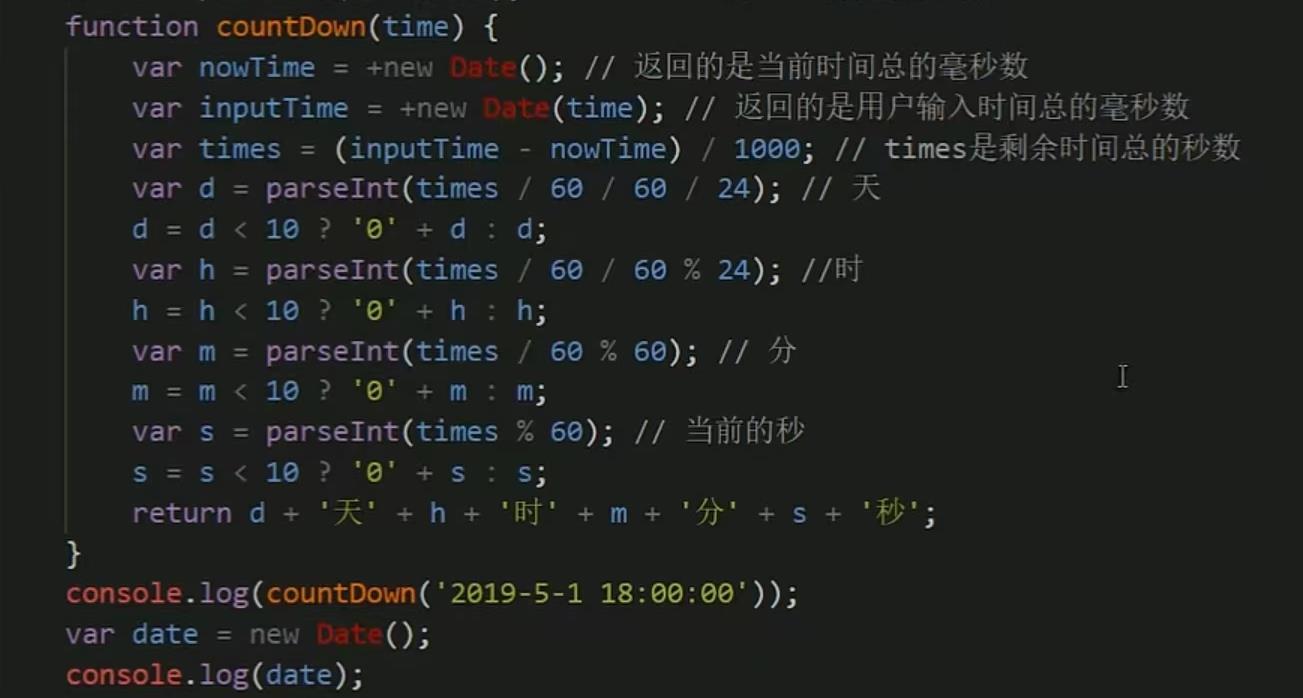 function countDown(time) {
    var nowTime = +new Date(); // 返回的是当前时间总的毫秒数
    var inputTime = +new Date(time); // 返回的是用户输入时间总的毫秒数
    var times = (inputTime - nowTime) / 1000; // times是剩余时间总的秒数
    var d = parseInt(times / 60 / 60 / 24); // 天
    d = d < 10 ? '0' + d : d;
    var h = parseInt(times / 60 / 60 % 24); //时
    h = h < 10 ? '0' + h : h;
    var m = parseInt(times / 60 % 60); // 分
    m = m < 10 ? '0' + m : m;
    var s = parseInt(times % 60); // 当前的秒
    s = s < 10 ? '0' + s : s;
    return d + '天' + h + '时' + m + '分' + s + '秒';
}
console.log(countDown('2019-5-1 18:00:00'));
var date = new Date();
console.log(date);